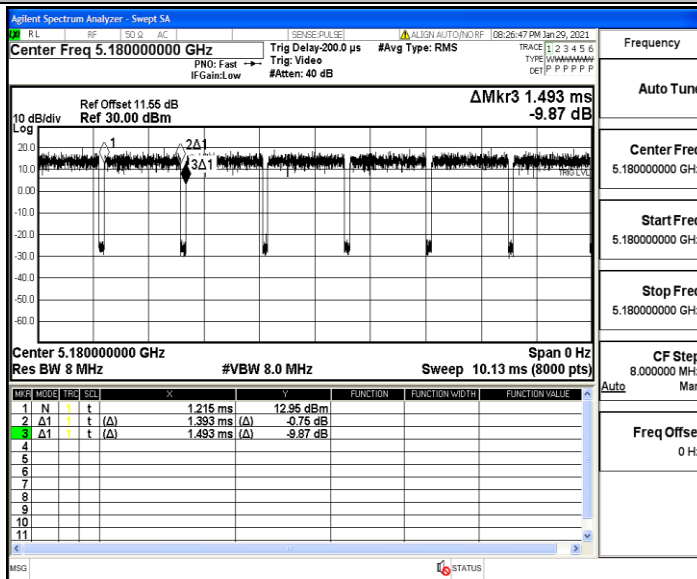 Agilent Spectrum Analyzer - Swept SA
RL RF 50 Ω AC SENSE:PULSE ALIGN AUTO/NO RF 08:26:47 PM Jan 29, 2021
Center Freq 5.180000000 GHz
PNO: Fast
IFGain:Low
Trig Delay-200.0 µs
Trig: Video
#Atten: 40 dB
#Avg Type: RMS
TRACE 1 2 3 4 5 6
TYPE WWWWWW
DET P P P P P P
Ref Offset 11.55 dB
10 dB/div Ref 30.00 dBm
Log
ΔMkr3 1.493 ms
-9.87 dB
20.0
10.0
0.00
-10.0
-20.0
-30.0
-40.0
-50.0
-60.0
1
2Δ1
3Δ1
TRIG LVL
Center 5.180000000 GHz Span 0 Hz
Res BW 8 MHz #VBW 8.0 MHz Sweep 10.13 ms (8000 pts)
MKR MODE TRC SCL X Y FUNCTION FUNCTION WIDTH FUNCTION VALUE
1 N 1 t 1.215 ms 12.95 dBm
2 Δ1 1 t (Δ) 1.393 ms (Δ) -0.75 dB
3 Δ1 1 t (Δ) 1.493 ms (Δ) -9.87 dB
4
5
6
7
8
9
10
11
MSG STATUS
Frequency
Auto Tune
Center Freq
5.180000000 GHz
Start Freq
5.180000000 GHz
Stop Freq
5.180000000 GHz
CF Step
8.000000 MHz
Auto Man
Freq Offset
0 Hz